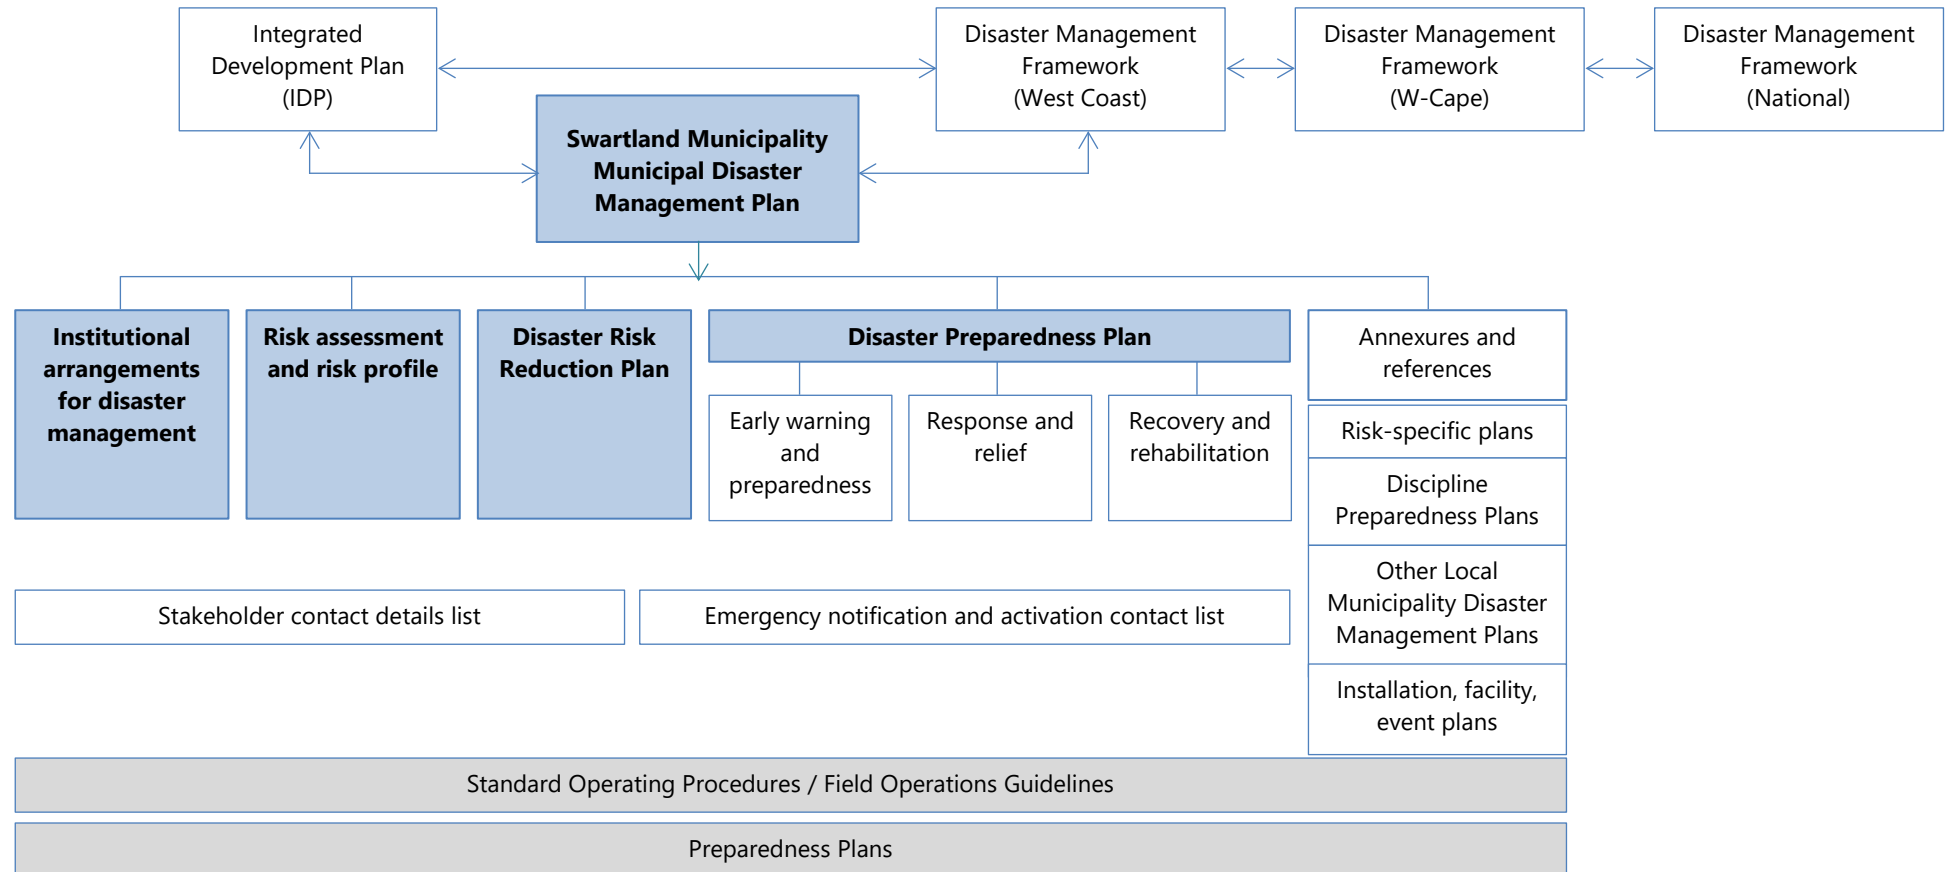 Integrated
Development Plan
(IDP)
Disaster Management
Framework
(West Coast)
Disaster Management
Framework
(W-Cape)
Disaster Management
Framework
(National)
Swartland Municipality
Municipal Disaster
Management Plan
Institutional
arrangements
for disaster
management
Risk assessment
and risk profile
Disaster Risk
Reduction Plan
Disaster Preparedness Plan
Early warning
and
preparedness
Response and
relief
Recovery and
rehabilitation
Annexures and
references
Risk-specific plans
Discipline
Preparedness Plans
Other Local
Municipality Disaster
Management Plans
Installation, facility,
event plans
Stakeholder contact details list
Emergency notification and activation contact list
Standard Operating Procedures / Field Operations Guidelines
Preparedness Plans